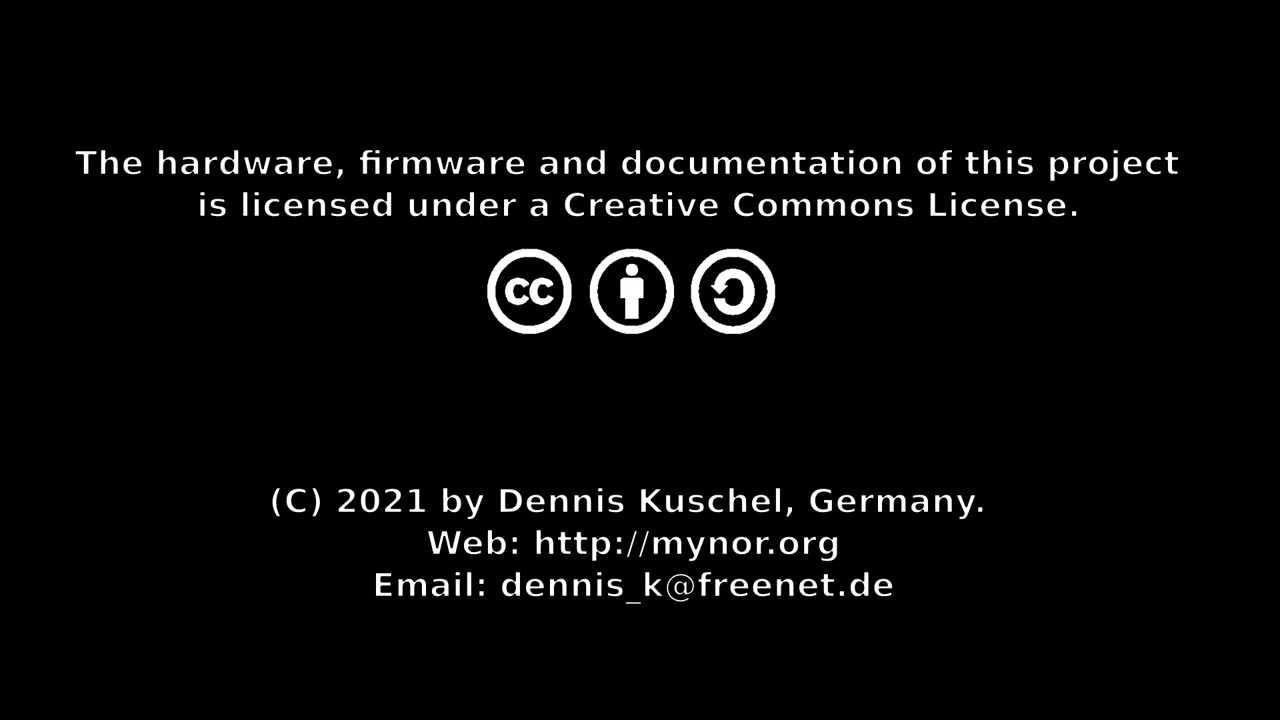 The hardware, firmware and documentation of this project
is licensed under a Creative Commons License.
cc
(C) 2021 by Dennis Kuschel, Germany.
Web: http://mynor.org
Email: dennis_k@freenet.de